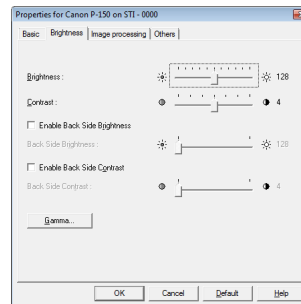 Properties for Canon P-150 on STI - 0000
Basic Brightness Image processing Others
Brightness : 128
Contrast : 4
Enable Back Side Brightness
Back Side Brightness : 128
Enable Back Side Contrast
Back Side Contrast : 4
Gamma...
OK Cancel Default Help